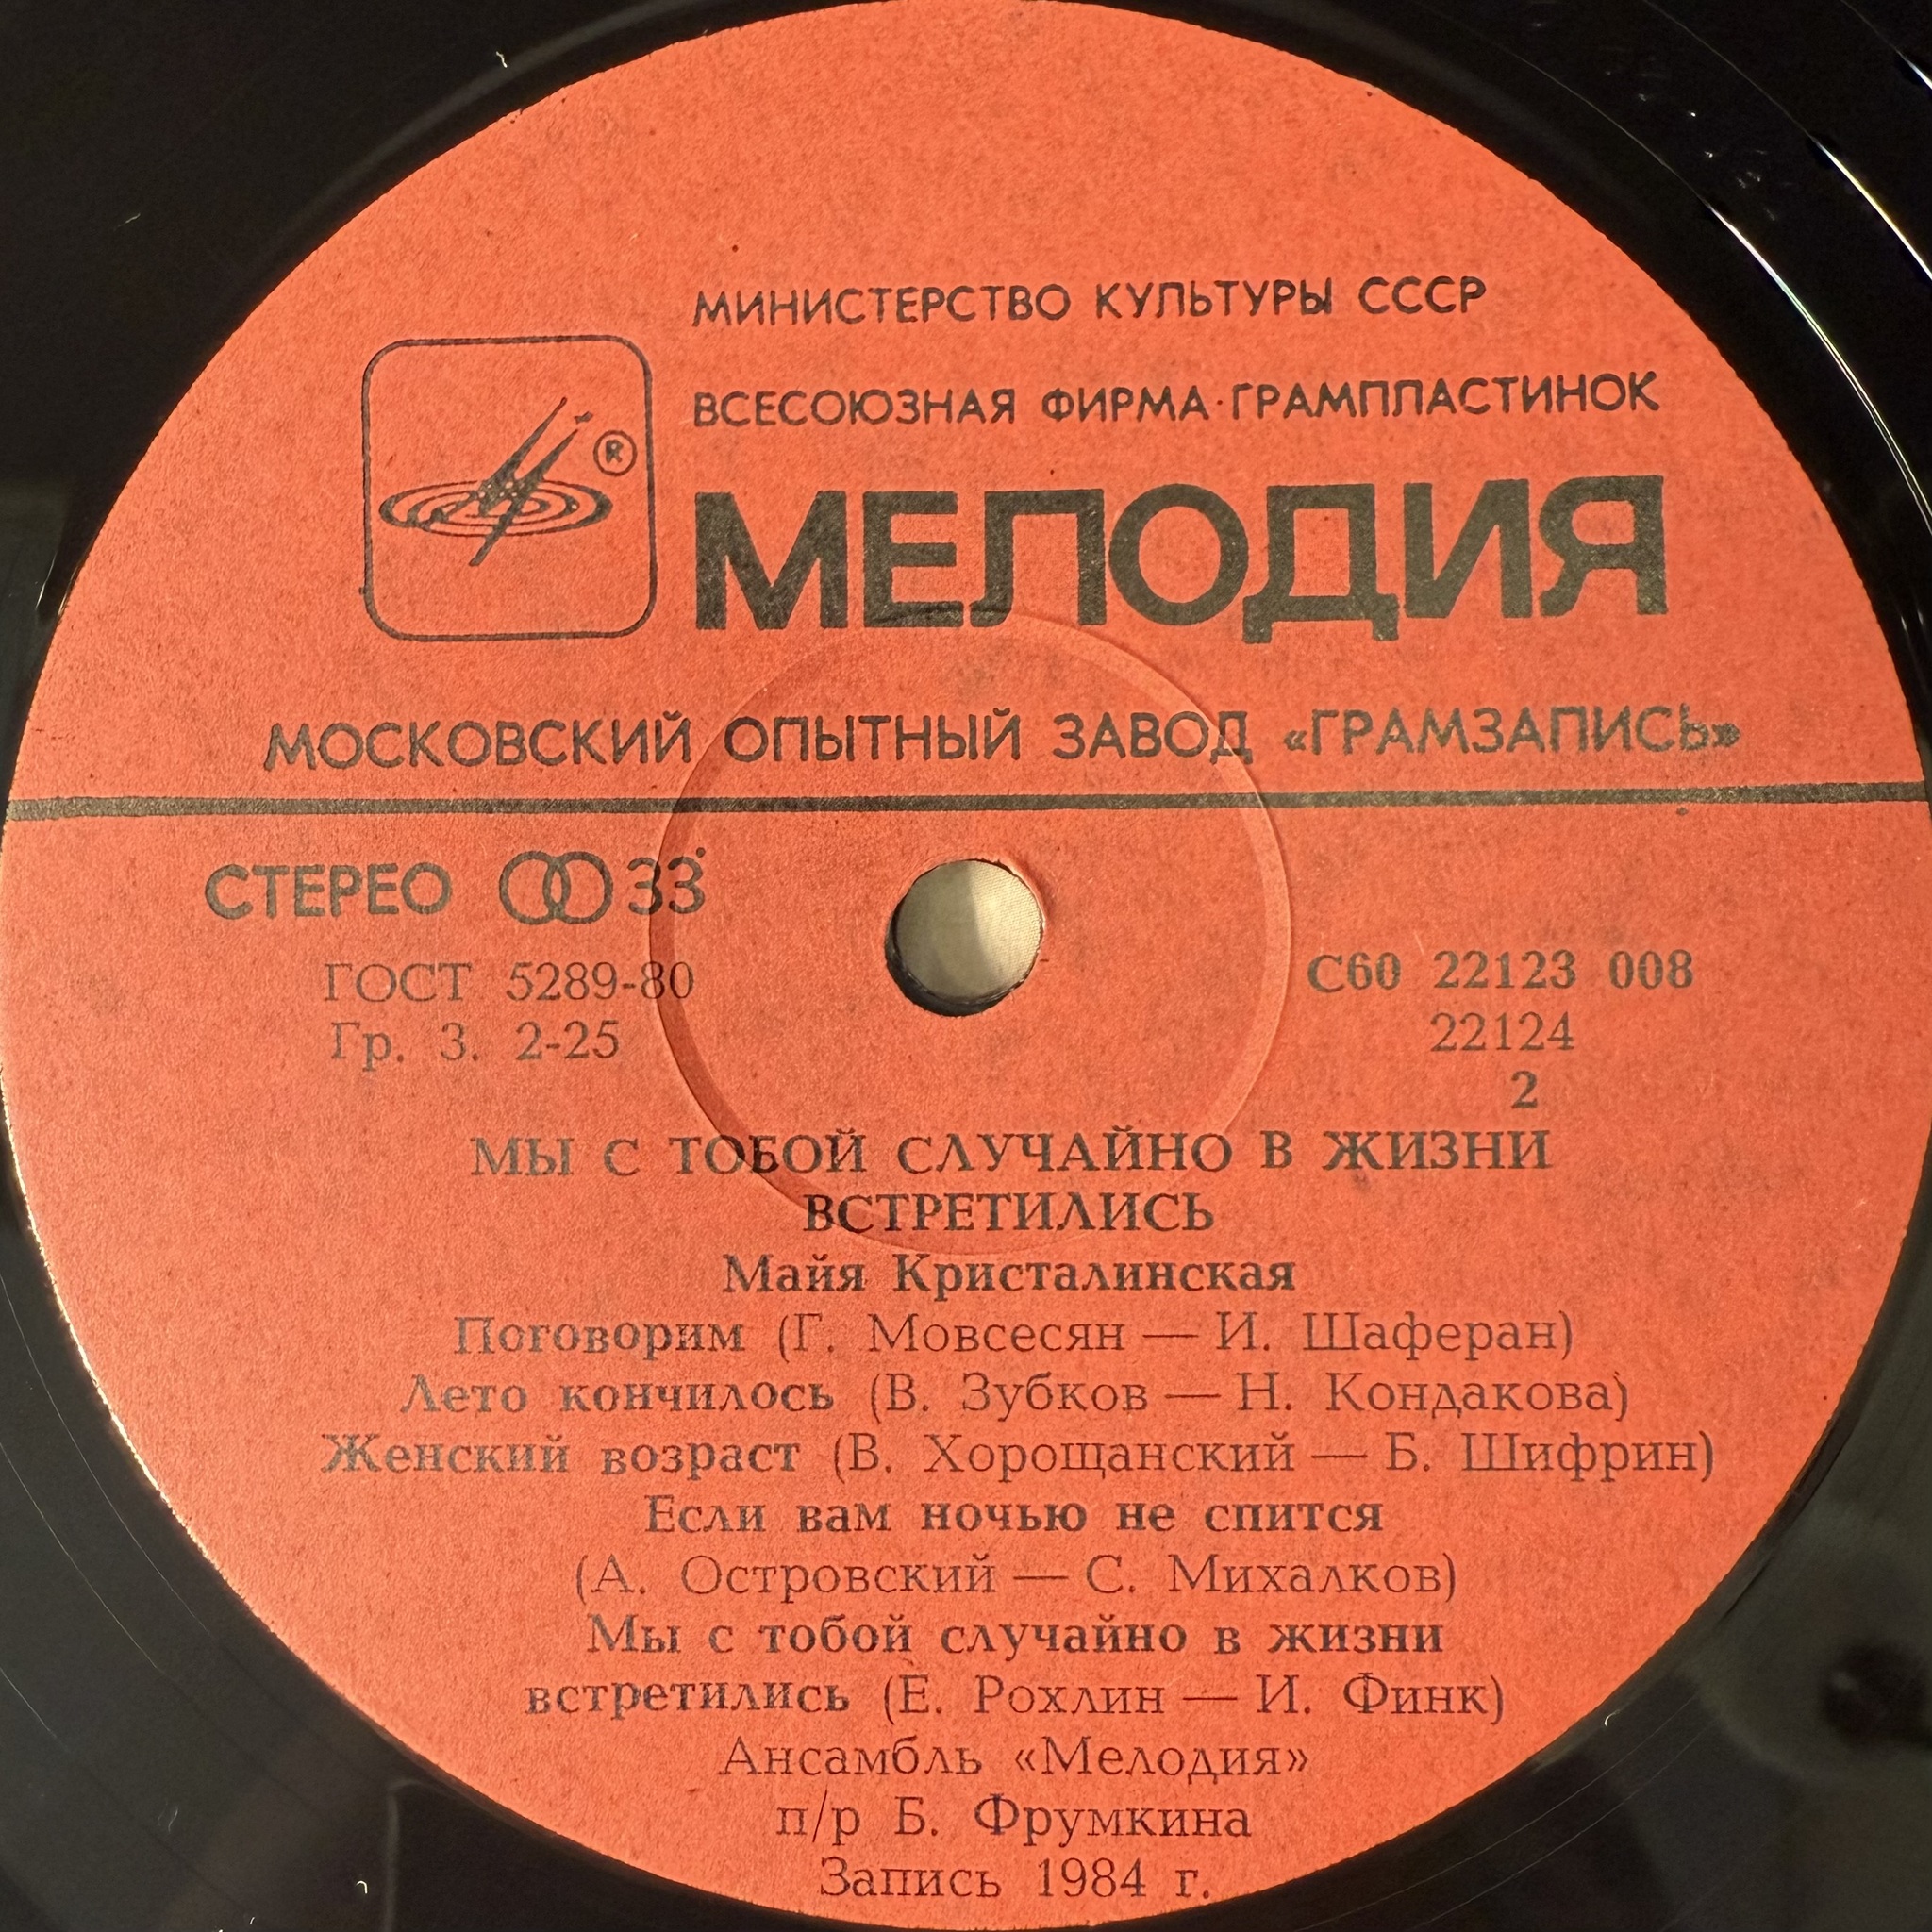 МИНИСТЕРСТВО КУЛЬТУРЫ СССР
ВСЕСОЮЗНАЯ ФИРМА·ГРАМПЛАСТИНОК
®
МЕЛОДИЯ
МОСКОВСКИЙ ОПЫТНЫЙ ЗАВОД «ГРАМЗАПИСЬ»
СТЕРЕО 33
ГОСТ 5289-80
Гр. 3. 2-25
С60 22123 008
22124
2
МЫ С ТОБОЙ СЛУЧАЙНО В ЖИЗНИ
ВСТРЕТИЛИСЬ
Майя Кристалинская
Поговорим (Г. Мовсесян — И. Шаферан)
Лето кончилось (В. Зубков — Н. Кондакова)
Женский возраст (В. Хорощанский — Б. Шифрин)
Если вам ночью не спится
(А. Островский — С. Михалков)
Мы с тобой случайно в жизни
встретились (Е. Рохлин — И. Финк)
Ансамбль «Мелодия»
п/р Б. Фрумкина
Запись 1984 г.